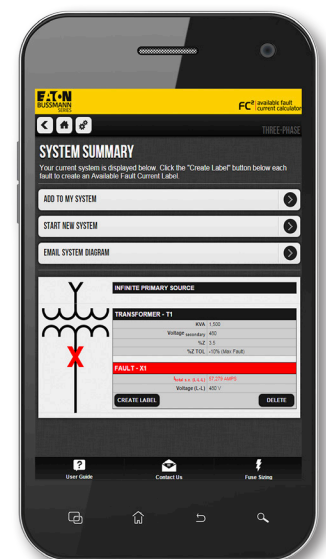 EATON
BUSSMANN
SERIES
FC² available fault
current calculator
THREE-PHASE
SYSTEM SUMMARY
Your current system is displayed below. Click the "Create Label" button below each
fault to create an Available Fault Current Label.
ADD TO MY SYSTEM
START NEW SYSTEM
EMAIL SYSTEM DIAGRAM
INFINITE PRIMARY SOURCE
TRANSFORMER - T1
KVA 1,500
Voltage secondary 480
%Z 3.5
%Z TOL -10% (Max Fault)
X
FAULT - X1
57,279 AMPS
Voltage (L-L) 480 V
CREATE LABEL DELETE
? 
User Guide Contact Us Fuse Sizing